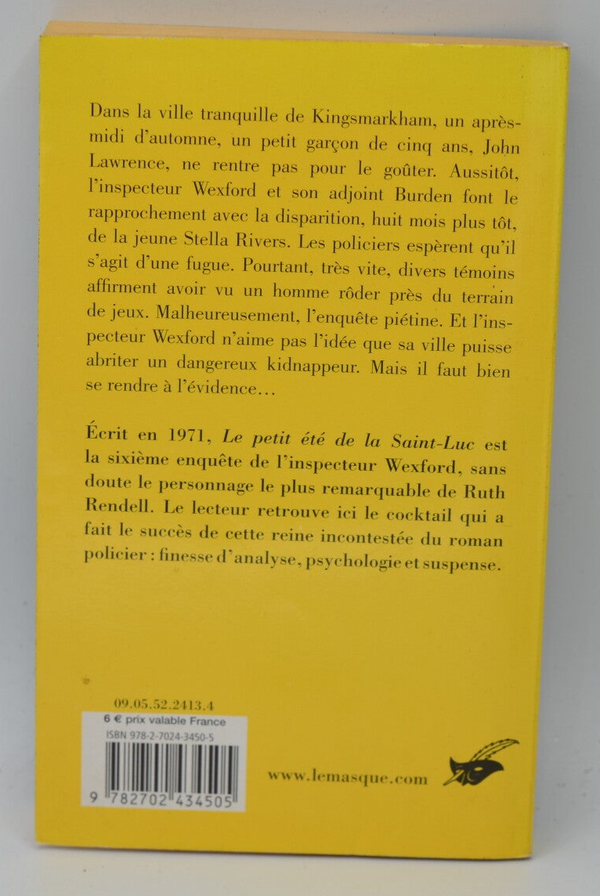 Dans la ville tranquille de Kingsmarkham, un après-
midi d'automne, un petit garçon de cinq ans, John
Lawrence, ne rentre pas pour le goûter. Aussitôt,
l'inspecteur Wexford et son adjoint Burden font le
rapprochement avec la disparition, huit mois plus tôt,
de la jeune Stella Rivers. Les policiers espèrent qu'il
s'agit d'une fugue. Pourtant, très vite, divers témoins
affirment avoir vu un homme rôder près du terrain
de jeux. Malheureusement, l'enquête piétine. Et l'ins-
pecteur Wexford n'aime pas l'idée que sa ville puisse
abriter un dangereux kidnappeur. Mais il faut bien
se rendre à l'évidence…
Écrit en 1971, Le petit été de la Saint-Luc est
la sixième enquête de l'inspecteur Wexford, sans
doute le personnage le plus remarquable de Ruth
Rendell. Le lecteur retrouve ici le cocktail qui a
fait le succès de cette reine incontestée du roman
policier : finesse d'analyse, psychologie et suspense.
09.05.52.2413.4
6 € prix valable France
ISBN 978-2-7024-3450-5
9 782702 434505
www.lemasque.com